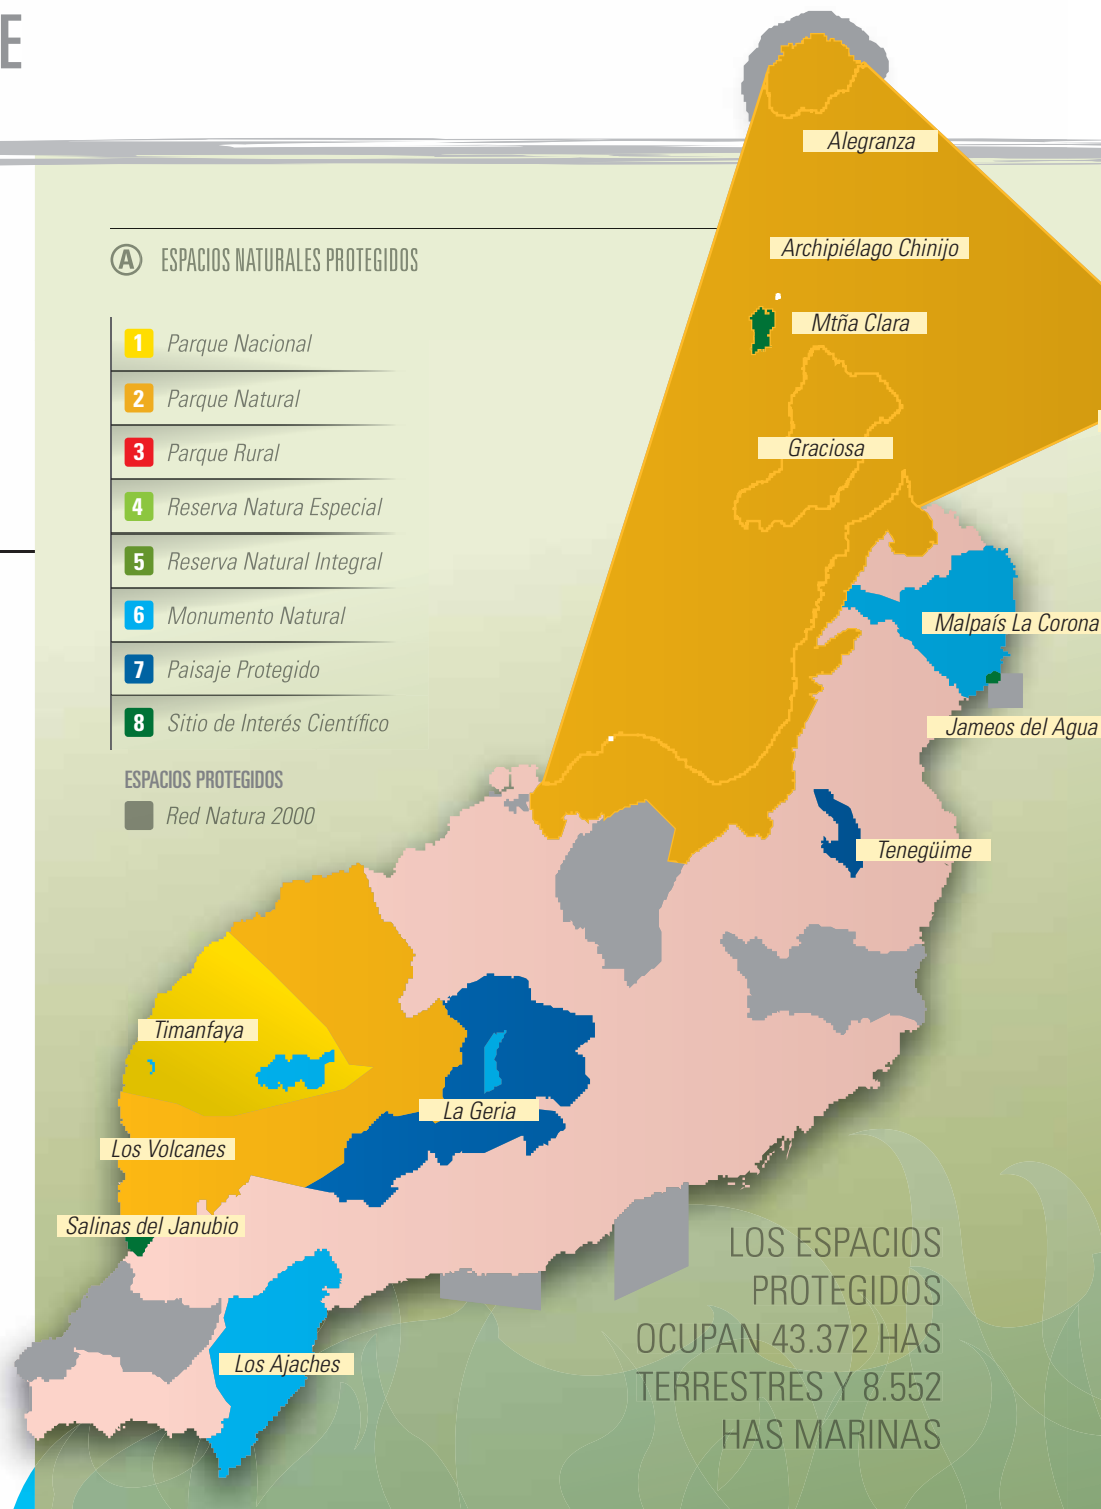 E
A ESPACIOS NATURALES PROTEGIDOS
1 Parque Nacional
2 Parque Natural
3 Parque Rural
4 Reserva Natura Especial
5 Reserva Natural Integral
6 Monumento Natural
7 Paisaje Protegido
8 Sitio de Interés Científico
ESPACIOS PROTEGIDOS
Red Natura 2000
Alegranza
Archipiélago Chinijo
Mtña Clara
Graciosa
Malpaís La Corona
Jameos del Agua
Tenegüime
Timanfaya
La Geria
Los Volcanes
Salinas del Janubio
Los Ajaches
LOS ESPACIOS
PROTEGIDOS
OCUPAN 43.372 HAS
TERRESTRES Y 8.552
HAS MARINAS